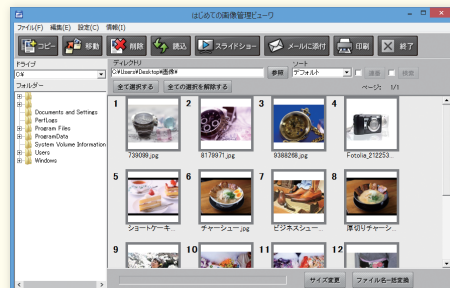 はじめての画像管理ビューワ
ファイル(F) 編集(E) 設定(C) 情報(I)
コピー 移動 削除 読込 スライドショー メールに添付 印刷 終了
ドライブ
C:¥
フォルダー
Documents and Settings
PerfLogs
Program Files
ProgramData
System Volume Information
Users
Windows
ディレクトリ
C:¥Users¥Desktop¥画像¥
参照
ソート
デフォルト
検索
全て選択する 全ての選択を解除する
ページ: 1/1
1 2 3 4
739099.jpg 8179971.jpg 9388268.jpg Fotolia_212253...
5 6 7 8
ショートケーキ... チャーシュー.jpg ビジネスシュー... 厚切りチャーシ...
9 10 11 12
サイズ変更 ファイル名一括変換